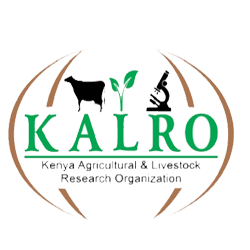 KALRO
Kenya Agricultural & Livestock
Research Organization